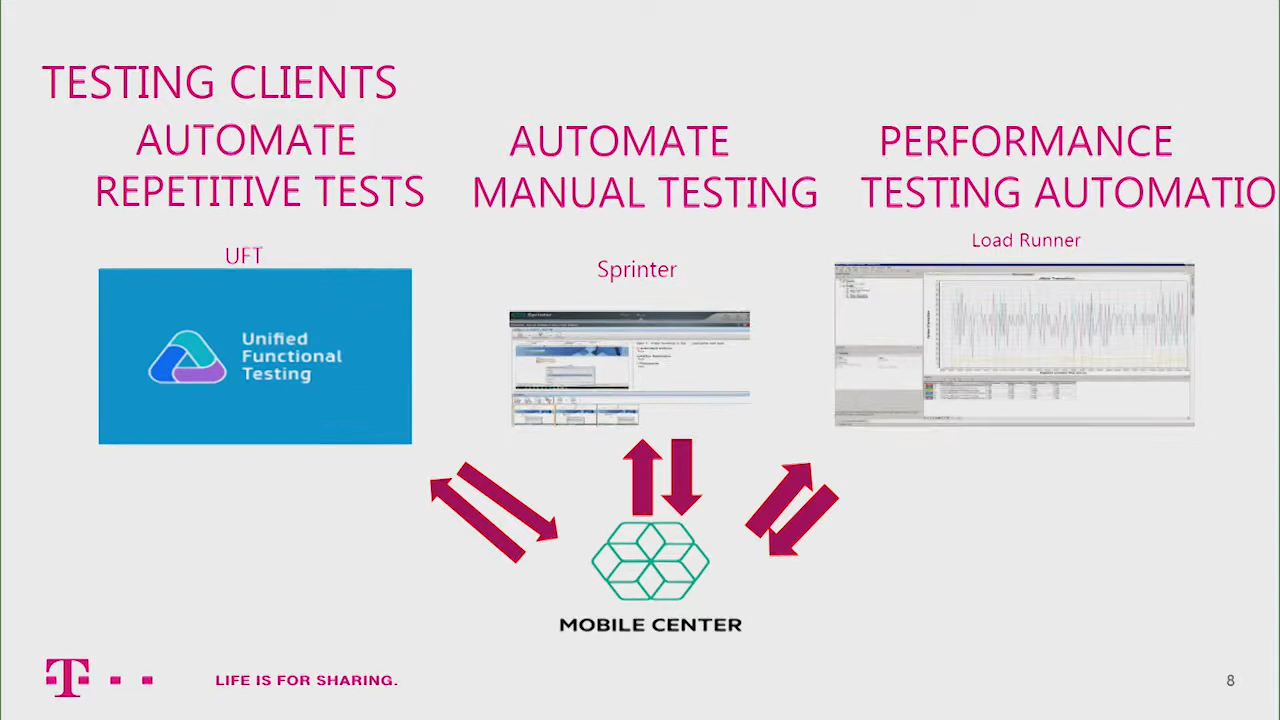 TESTING CLIENTS
AUTOMATE
REPETITIVE TESTS
UFT
Unified
Functional
Testing
AUTOMATE
MANUAL TESTING
Sprinter
Sprinter
PERFORMANCE
TESTING AUTOMATIO
Load Runner
MOBILE CENTER
T
LIFE IS FOR SHARING.
8